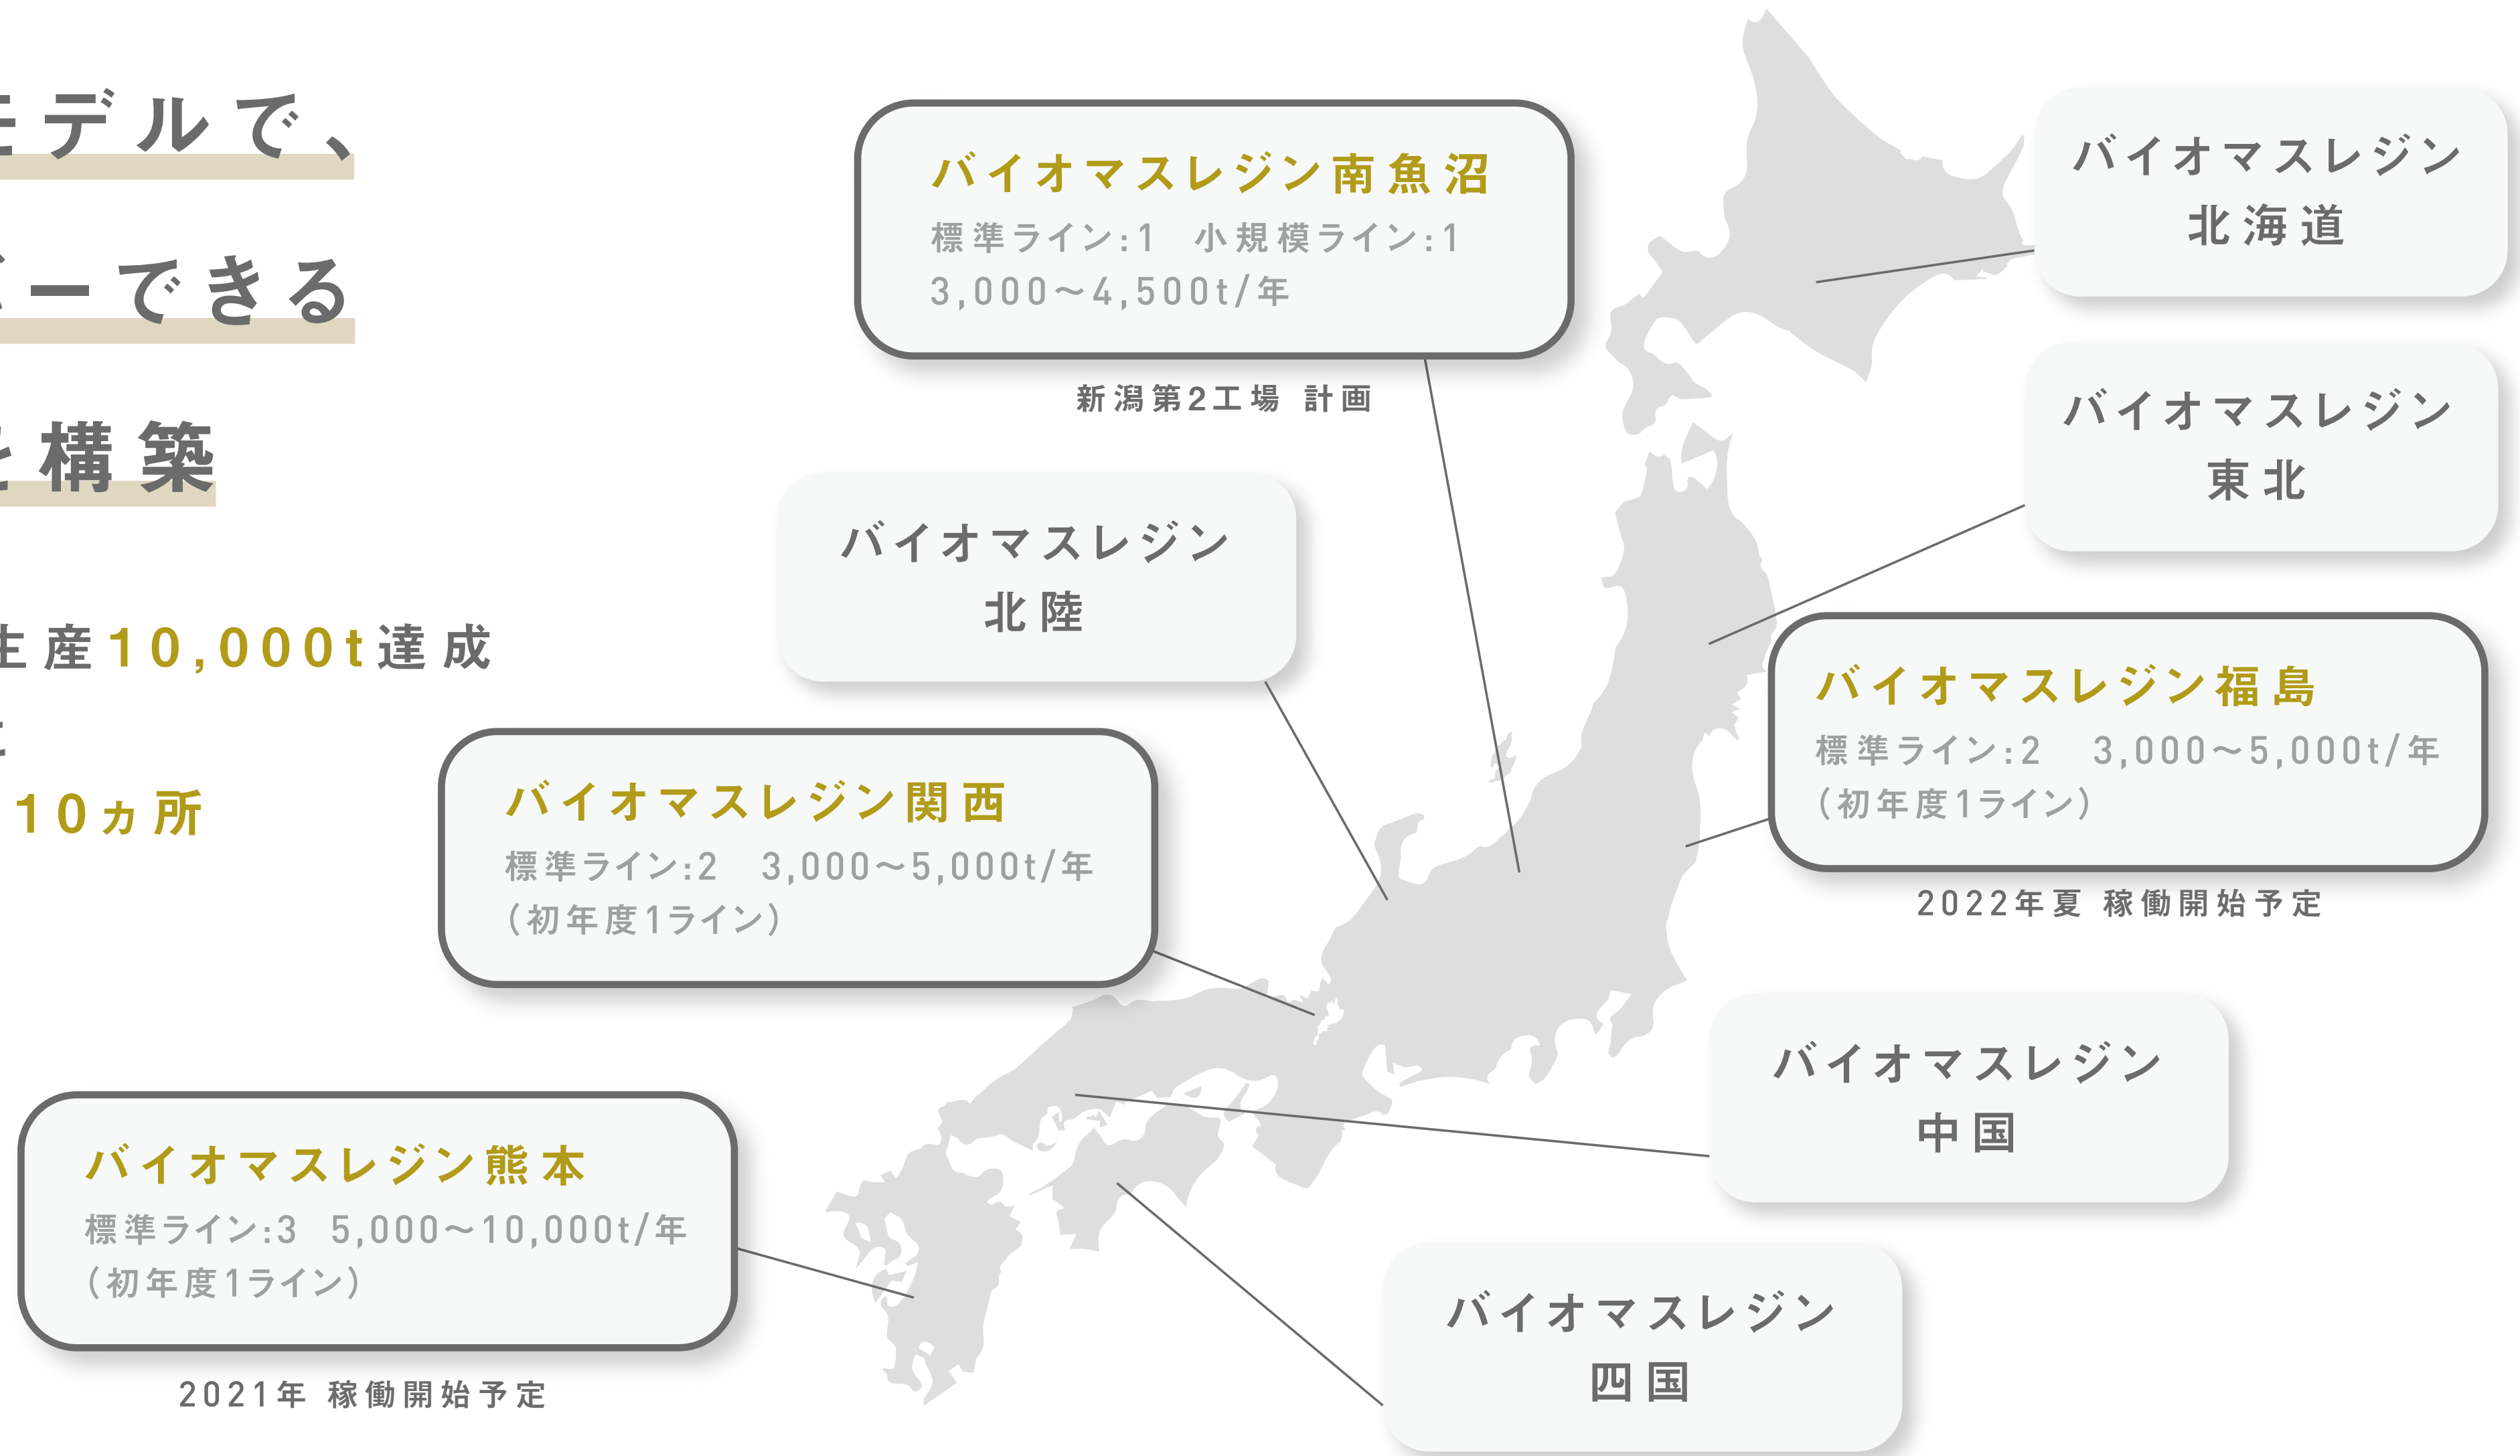 モデルで、
バーできる
を構築
生産10,000t達成
10ヵ所
バイオマスレジン南魚沼
標準ライン:1　小規模ライン:1
3,000〜4,500t/年
新潟第2工場 計画
バイオマスレジン
北海道
バイオマスレジン
東北
バイオマスレジン
北陸
バイオマスレジン福島
標準ライン:2　3,000〜5,000t/年
（初年度1ライン）
2022年夏 稼働開始予定
バイオマスレジン関西
標準ライン:2　3,000〜5,000t/年
（初年度1ライン）
バイオマスレジン
中国
バイオマスレジン熊本
標準ライン:3　5,000〜10,000t/年
（初年度1ライン）
2021年 稼働開始予定
バイオマスレジン
四国